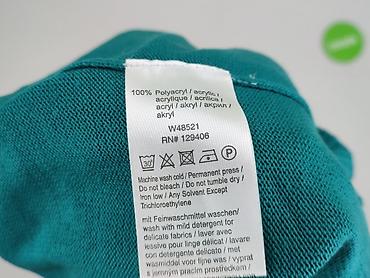 100% Polyacryl / acrylic /
acrylique / acrílica /
acryl / akryl / акрил /
akryl
W48521
RN# 129406
30°
P
Machine wash cold / Permanent press /
Do not bleach / Do not tumble dry /
Iron low / Any Solvent Except
Trichloroethylene
mit Feinwaschmittel waschen/
wash with mild detergent for
delicate fabrics / laver avec
lessive pour linge délicat / lavare
con detergente delicato / met
wasmiddel voor fijne was / vyprat
s jemným pracím prostředkem